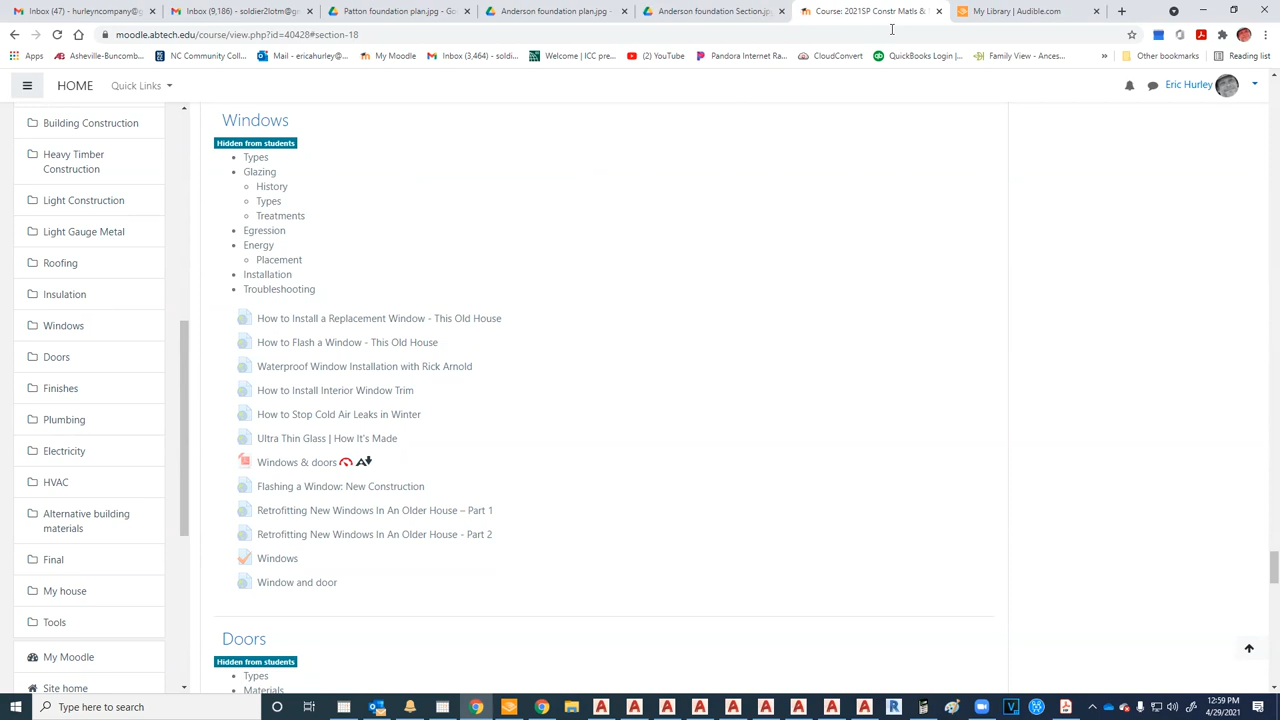 Inbox (47) - hurleycompany@g
Inbox (9,186) - soldier2lotm@gr
Patton foundation plan.jpg - Goo
Anderson foundation plan.jpg -
Anderson foundation Section.jp
Course: 2021SP Constr Matls &
My Library | Audible.com
moodle.abtech.edu/course/view.php?id=40428#section-18
Apps Asheville-Buncomb... NC Community Coll... Mail - ericahurley@... My Moodle Inbox (3,464) - soldi... Welcome | ICC pre... (2) YouTube Pandora Internet Ra... CloudConvert QuickBooks Login |... Family View - Ances... » Other bookmarks Reading list
HOME Quick Links Eric Hurley
Building Construction
Heavy Timber
Construction
Light Construction
Light Gauge Metal
Roofing
Insulation
Windows
Doors
Finishes
Plumbing
Electricity
HVAC
Alternative building
materials
Final
My house
Tools
My Moodle
Site home
Windows
Hidden from students
Types
Glazing
History
Types
Treatments
Egression
Energy
Placement
Installation
Troubleshooting
How to Install a Replacement Window - This Old House
How to Flash a Window - This Old House
Waterproof Window Installation with Rick Arnold
How to Install Interior Window Trim
How to Stop Cold Air Leaks in Winter
Ultra Thin Glass | How It's Made
Windows & doors
Flashing a Window: New Construction
Retrofitting New Windows In An Older House – Part 1
Retrofitting New Windows In An Older House - Part 2
Windows
Window and door
Doors
Hidden from students
Types
Materials
Type here to search
12:59 PM
4/29/2021